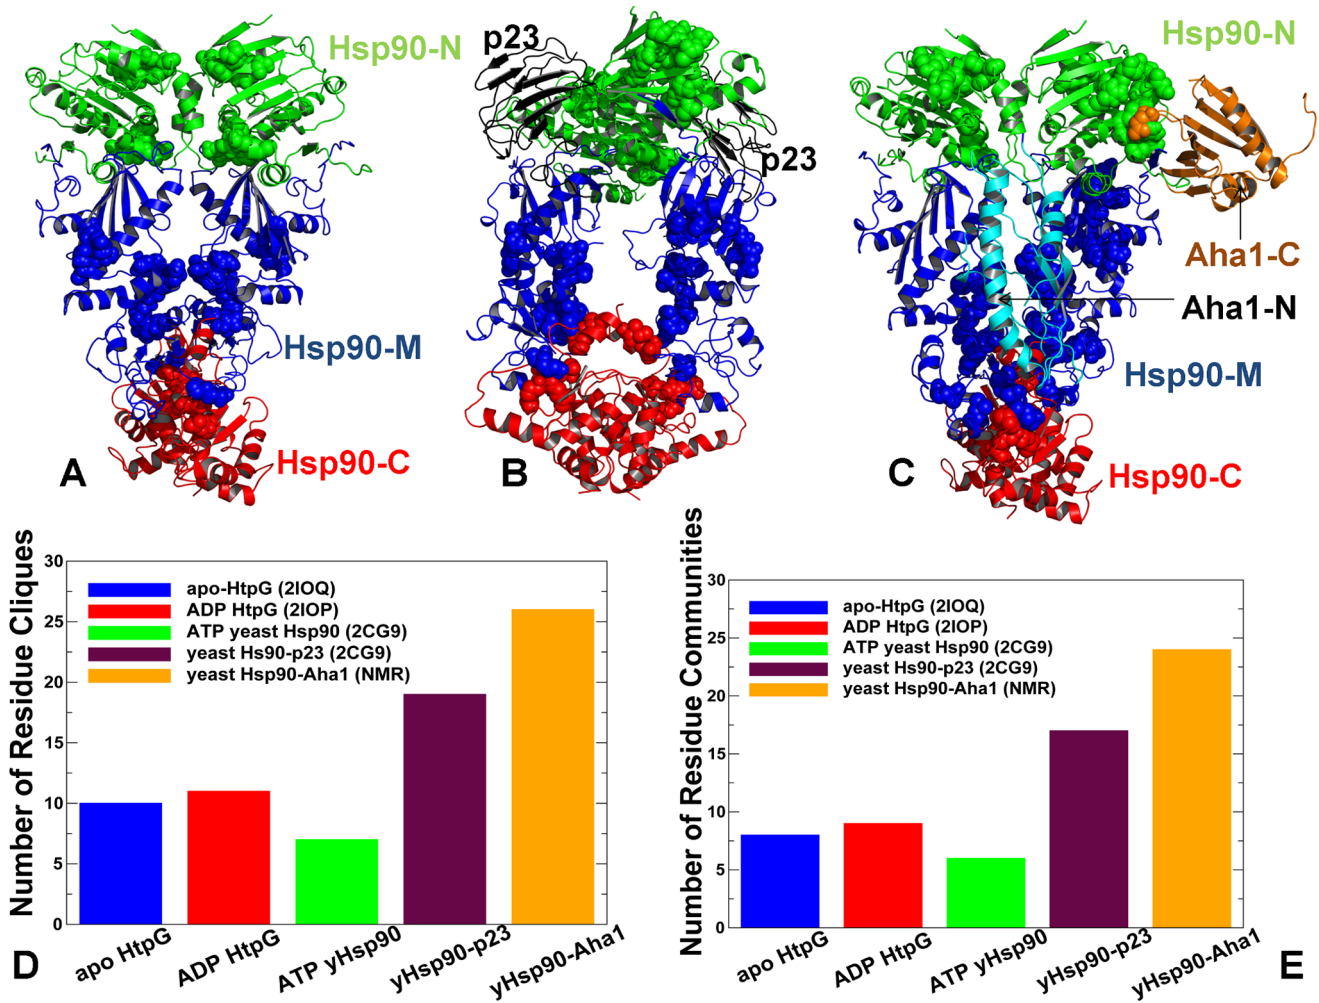 Hsp90-N
Hsp90-M
Hsp90-C
A
p23
p23
B
Hsp90-N
Aha1-C
Aha1-N
Hsp90-M
Hsp90-C
C
Number of Residue Cliques
30
25
20
15
10
5
0
apo-HtpG (2IOQ)
ADP HtpG (2IOP)
ATP yeast Hsp90 (2CG9)
yeast Hs90-p23 (2CG9)
yeast Hsp90-Aha1 (NMR)
apo HtpG
ADP HtpG
ATP yHsp90
yHsp90-p23
yHsp90-Aha1
D
Number of Residue Communities
30
25
20
15
10
5
0
apo-HtpG (2IOQ)
ADP HtpG (2IOP)
ATP yeast Hsp90 (2CG9)
yeast Hs90-p23 (2CG9)
yeast Hsp90-Aha1 (NMR)
apo HtpG
ADP HtpG
ATP yHsp90
yHsp90-p23
yHsp90-Aha1
E